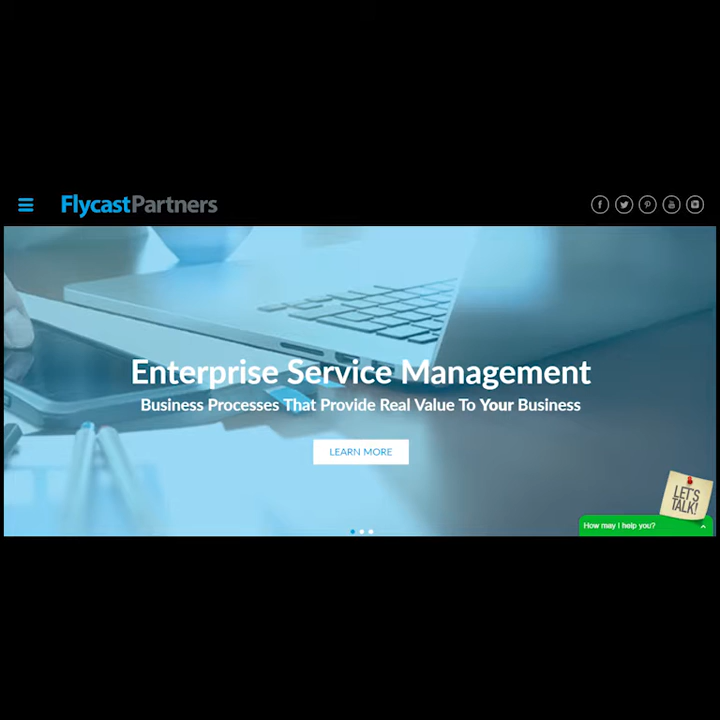 FlycastPartners
Enterprise Service Management
Business Processes That Provide Real Value To Your Business
LEARN MORE
LET'S
TALK!
How may I help you?